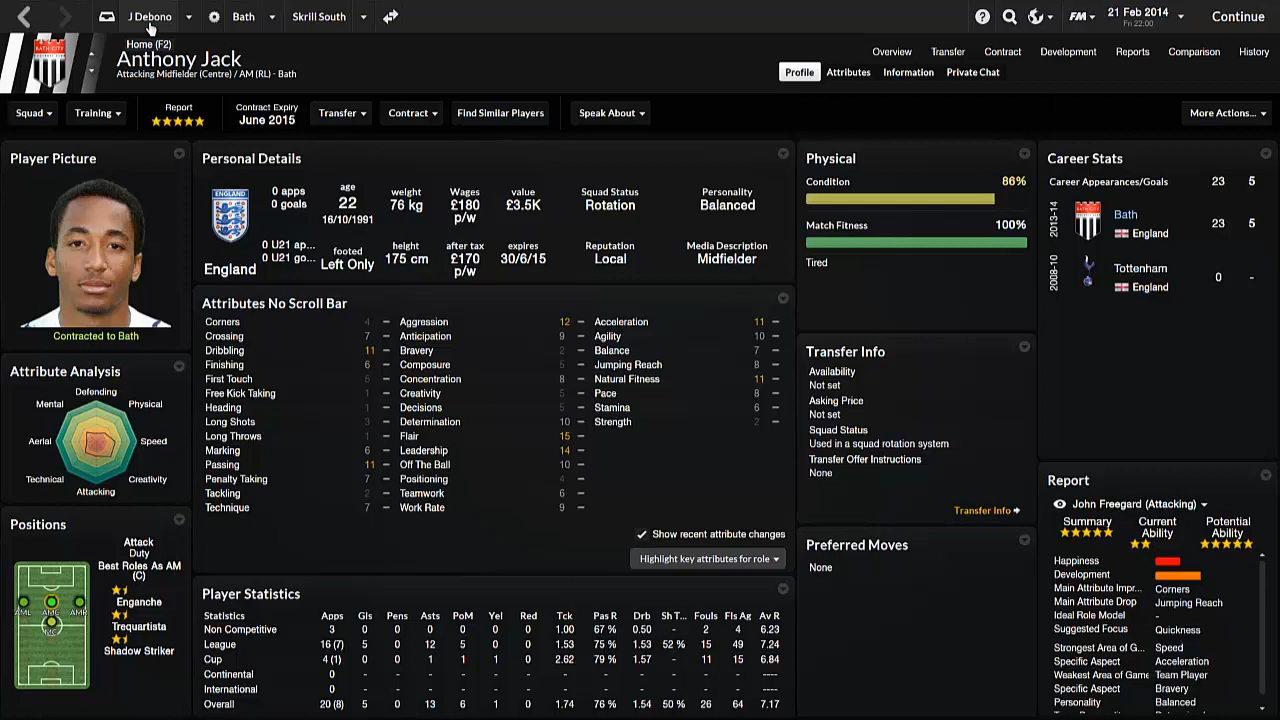 J Debono Bath Skrill South FM 21 Feb 2014 Fri 22:00 Continue
Home (F2)
Anthony Jack
Attacking Midfielder (Centre) / AM (RL) - Bath
Overview Transfer Contract Development Reports Comparison History
Profile Attributes Information Private Chat
Squad Training Report Contract Expiry June 2015 Transfer Contract Find Similar Players Speak About More Actions...
Player Picture
Contracted to Bath
Personal Details
ENGLAND
England
0 apps
0 goals
0 U21 ap...
0 U21 go...
age
22
16/10/1991
footed
Left Only
weight
76 kg
height
175 cm
Wages
£180
p/w
after tax
£170
p/w
value
£3.5K
expires
30/6/15
Squad Status
Rotation
Reputation
Local
Personality
Balanced
Media Description
Midfielder
Physical
Condition 86%
Match Fitness 100%
Tired
Career Stats
Career Appearances/Goals 23 5
2013-14 Bath England 23 5
2008-10 Tottenham England 0 -
Attribute Analysis
Defending
Mental Physical
Aerial Speed
Technical Creativity
Attacking
Attributes No Scroll Bar
Corners 4 - Aggression 12 - Acceleration 11 -
Crossing 7 - Anticipation 9 - Agility 10 -
Dribbling 11 - Bravery 2 - Balance 7 -
Finishing 6 - Composure 5 - Jumping Reach 8 -
First Touch 5 - Concentration 8 - Natural Fitness 11 -
Free Kick Taking 1 - Creativity 5 - Pace 8 -
Heading 1 - Decisions 5 - Stamina 6 -
Long Shots 3 - Determination 10 - Strength 2 -
Long Throws 1 - Flair 15 -
Marking 6 - Leadership 14 -
Passing 11 - Off The Ball 10 -
Penalty Taking 7 - Positioning 4 -
Tackling 2 - Teamwork 6 -
Technique 7 - Work Rate 9 -
Show recent attribute changes
Highlight key attributes for role
Transfer Info
Availability
Not set
Asking Price
Not set
Squad Status
Used in a squad rotation system
Transfer Offer Instructions
None
Transfer Info
Positions
AML AMC AMR
MC
Attack
Duty
Best Roles As AM
(C)
Enganche
Trequartista
Shadow Striker
Player Statistics
Statistics Apps Gls Pens Asts PoM Yel Red Tck Pas R Drb Sh T... Fouls Fls Ag Av R
Non Competitive 3 0 0 0 0 0 0 1.00 67 % 0.50 - 2 4 6.23
League 16 (7) 5 0 12 5 0 0 1.53 75 % 1.53 52 % 15 49 7.24
Cup 4 (1) 0 0 1 1 1 0 2.62 79 % 1.57 - 11 15 6.84
Continental 0 - - - - - - - - - - - - ----
International 0 - - - - - - - - - - - - ----
Overall 20 (8) 5 0 13 6 1 0 1.74 76 % 1.54 50 % 26 64 7.17
Preferred Moves
None
Report
John Freegard (Attacking)
Summary Current Ability Potential Ability
Happiness
Development
Main Attribute Impr... Corners
Main Attribute Drop Jumping Reach
Ideal Role Model -
Suggested Focus Quickness
Strongest Area of G... Speed
Specific Aspect Acceleration
Weakest Area of Game Team Player
Specific Aspect Bravery
Personality Balanced